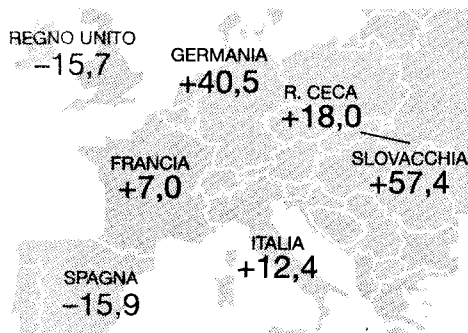 REGNO UNITO
−15,7
GERMANIA
+40,5
R. CECA
+18,0
SLOVACCHIA
+57,4
FRANCIA
+7,0
ITALIA
+12,4
SPAGNA
−15,9